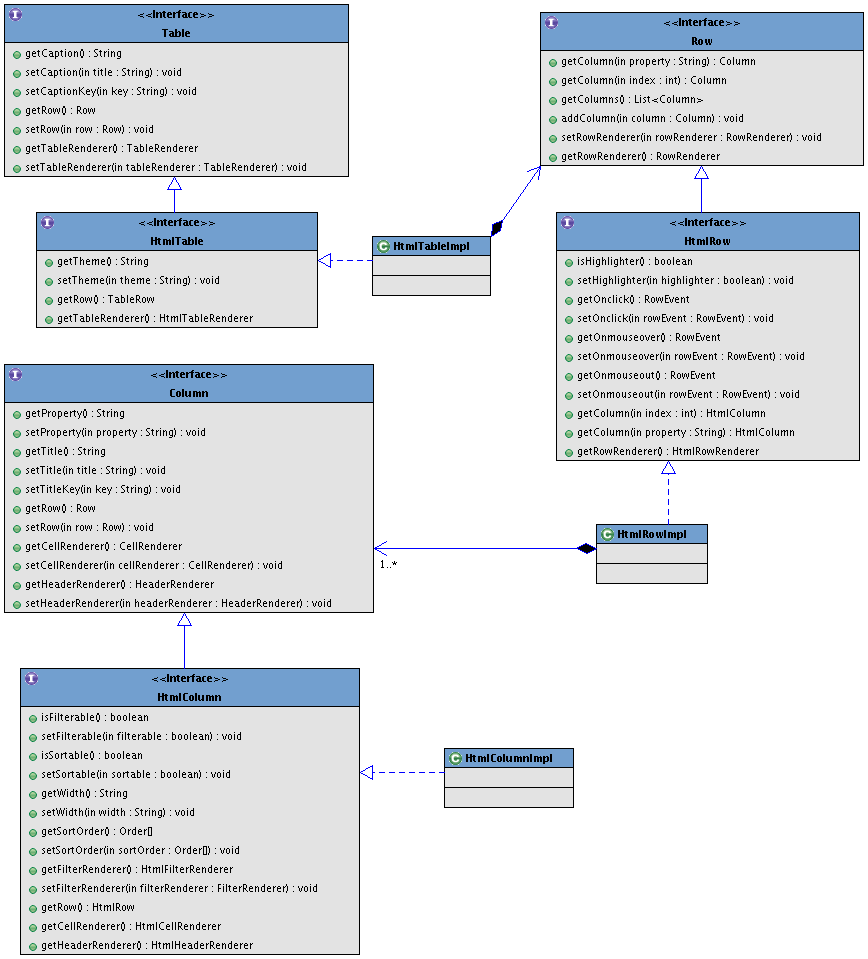 I
<<Interface>>
Table
getCaption() : String
setCaption(in title : String) : void
setCaptionKey(in key : String) : void
getRow() : Row
setRow(in row : Row) : void
getTableRenderer() : TableRenderer
setTableRenderer(in tableRenderer : TableRenderer) : void
I
<<Interface>>
Row
getColumn(in property : String) : Column
getColumn(in index : int) : Column
getColumns() : List<Column>
addColumn(in column : Column) : void
setRowRenderer(in rowRenderer : RowRenderer) : void
getRowRenderer() : RowRenderer
I
<<Interface>>
HtmlTable
getTheme() : String
setTheme(in theme : String) : void
getRow() : TableRow
getTableRenderer() : HtmlTableRenderer
C HtmlTableImpl
I
<<Interface>>
HtmlRow
isHighlighter() : boolean
setHighlighter(in highlighter : boolean) : void
getOnclick() : RowEvent
setOnclick(in rowEvent : RowEvent) : void
getOnmouseover() : RowEvent
setOnmouseover(in rowEvent : RowEvent) : void
getOnmouseout() : RowEvent
setOnmouseout(in rowEvent : RowEvent) : void
getColumn(in index : int) : HtmlColumn
getColumn(in property : String) : HtmlColumn
getRowRenderer() : HtmlRowRenderer
I
<<Interface>>
Column
getProperty() : String
setProperty(in property : String) : void
getTitle() : String
setTitle(in title : String) : void
setTitleKey(in key : String) : void
getRow() : Row
setRow(in row : Row) : void
getCellRenderer() : CellRenderer
setCellRenderer(in cellRenderer : CellRenderer) : void
getHeaderRenderer() : HeaderRenderer
setHeaderRenderer(in headerRenderer : HeaderRenderer) : void
1..*
C HtmlRowImpl
I
<<Interface>>
HtmlColumn
isFilterable() : boolean
setFilterable(in filterable : boolean) : void
isSortable() : boolean
setSortable(in sortable : boolean) : void
getWidth() : String
setWidth(in width : String) : void
getSortOrder() : Order[]
setSortOrder(in sortOrder : Order[]) : void
getFilterRenderer() : HtmlFilterRenderer
setFilterRenderer(in filterRenderer : FilterRenderer) : void
getRow() : HtmlRow
getCellRenderer() : HtmlCellRenderer
getHeaderRenderer() : HtmlHeaderRenderer
C HtmlColumnImpl